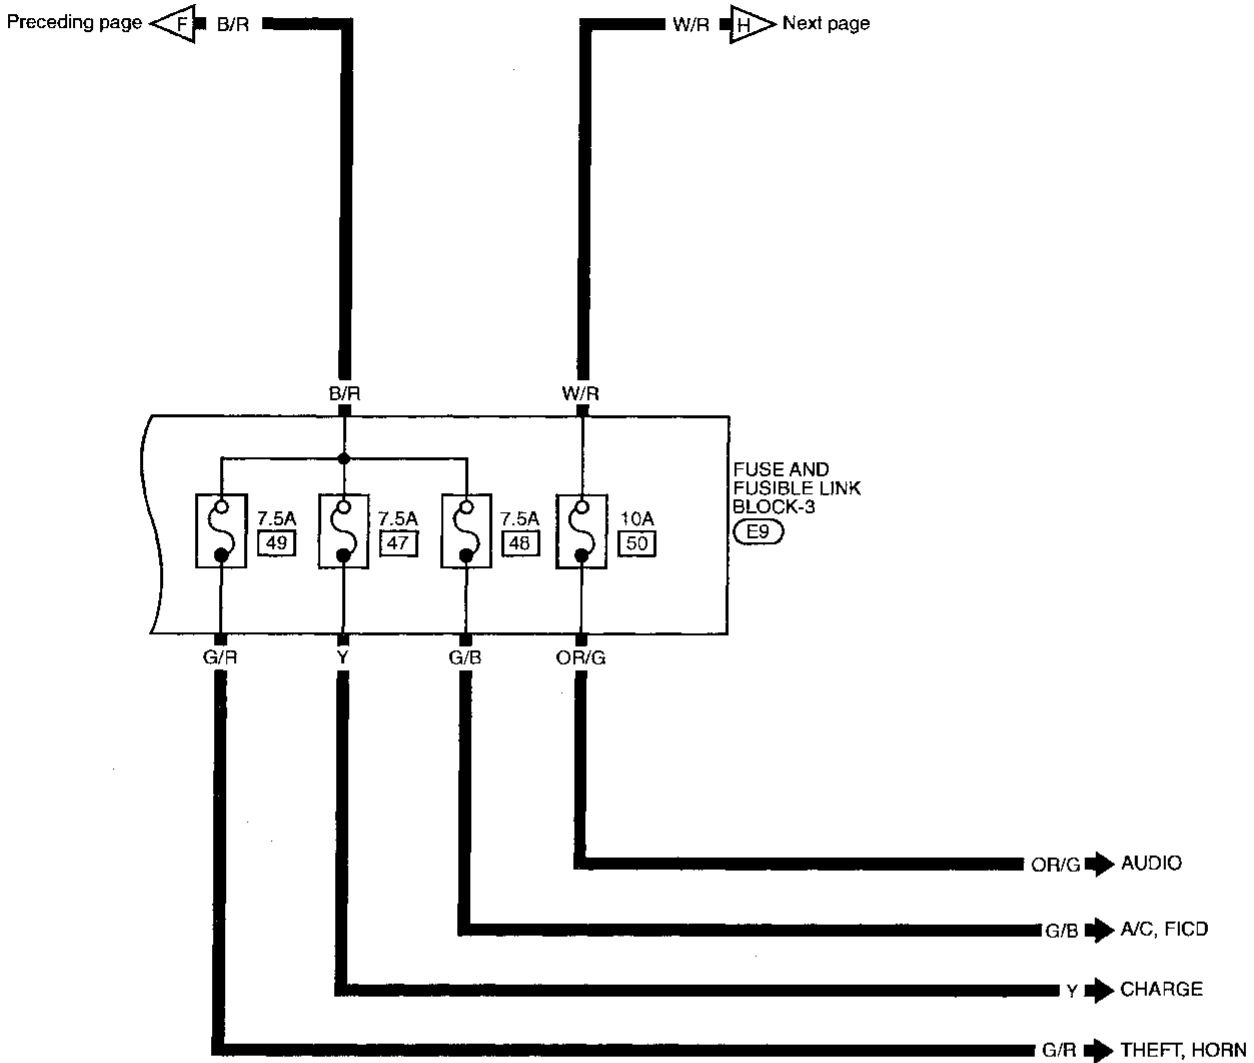 Preceding page F B/R W/R H Next page
B/R W/R
FUSE AND
FUSIBLE LINK
BLOCK-3
E9
7.5A 7.5A 7.5A 10A
49 47 48 50
G/R Y G/B OR/G
OR/G AUDIO
G/B A/C, FICD
Y CHARGE
G/R THEFT, HORN